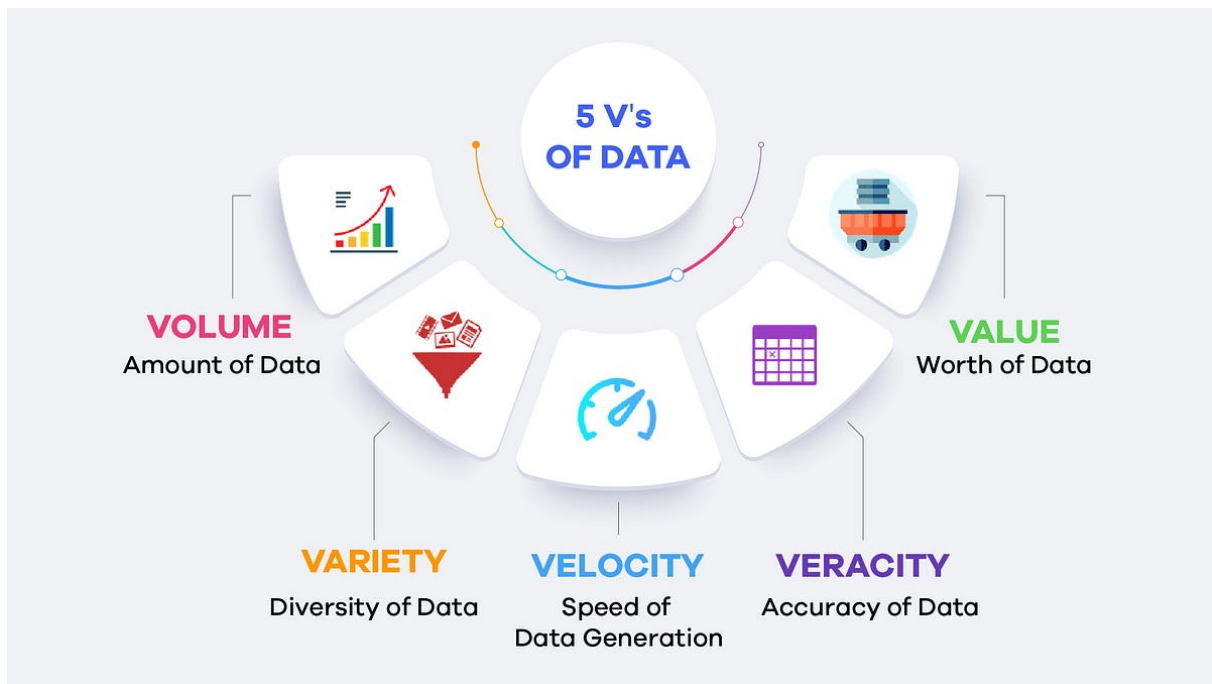 5 V's
OF DATA
VOLUME
Amount of Data
VARIETY
Diversity of Data
VELOCITY
Speed of
Data Generation
VERACITY
Accuracy of Data
VALUE
Worth of Data